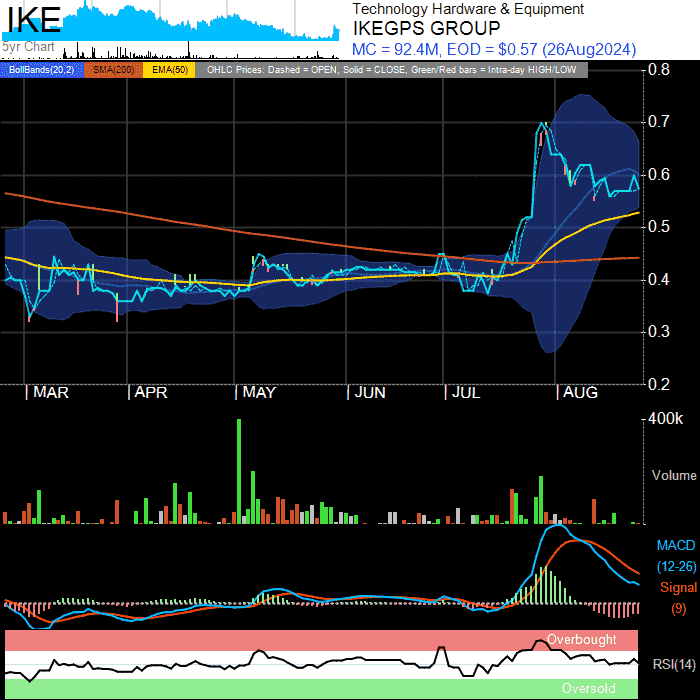 IKE
5yr Chart
Technology Hardware & Equipment
IKEGPS GROUP
MC = 92.4M, EOD = $0.57 (26Aug2024)
BollBands(20,2) SMA(200) EMA(50) OHLC Prices: Dashed = OPEN, Solid = CLOSE, Green/Red bars = Intra-day HIGH/LOW
0.8
0.7
0.6
0.5
0.4
0.3
0.2
MAR APR MAY JUN JUL AUG
400k
Volume
MACD
(12-26)
Signal
(9)
Overbought
RSI(14)
Oversold